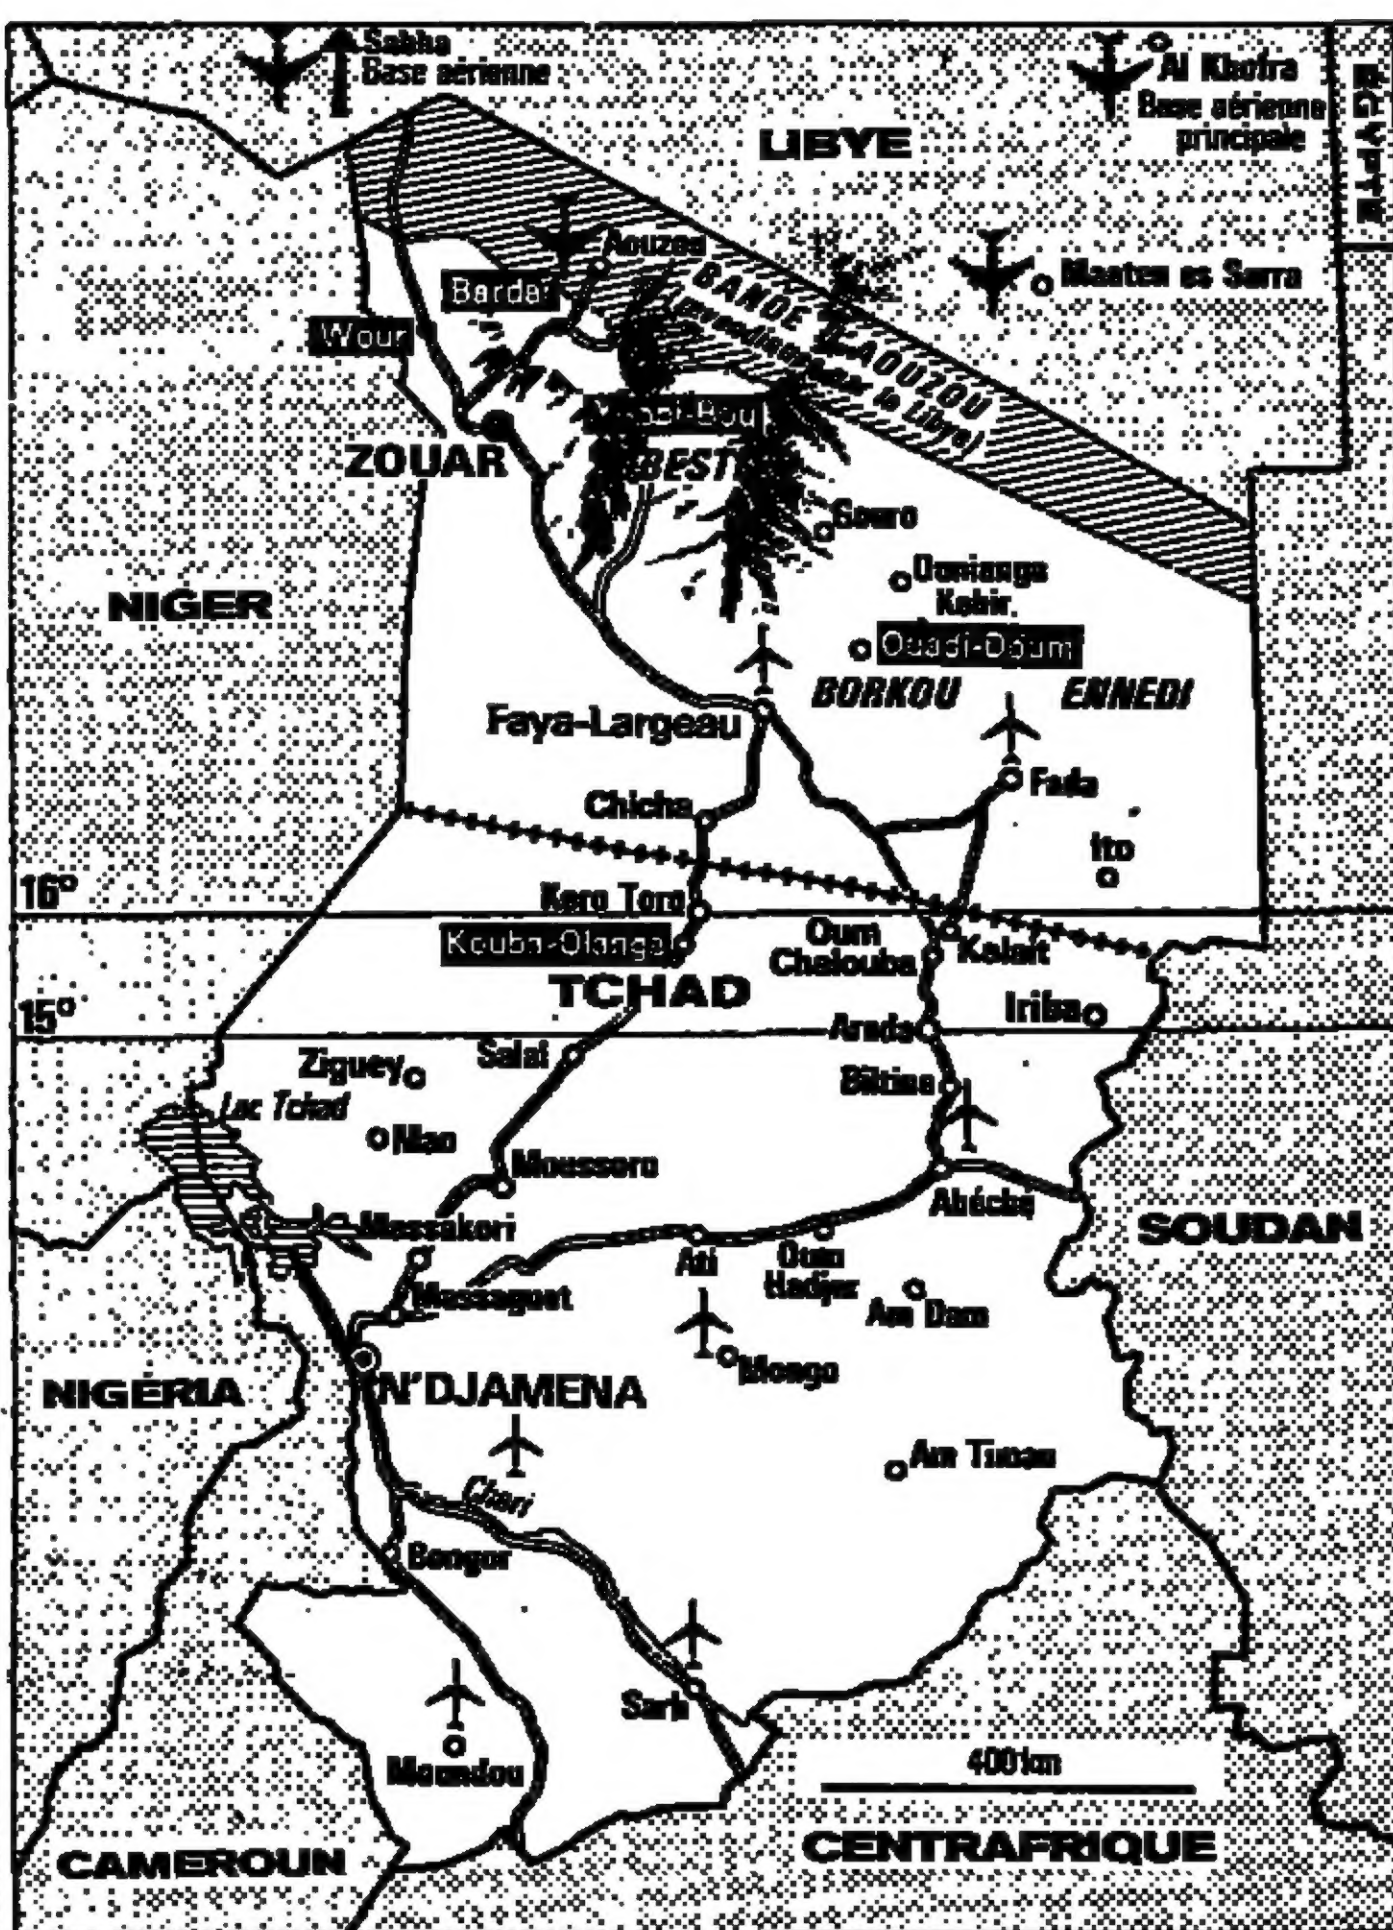 Sabha
Base aérienne
Al Khofra
Base aérienne
principale
EGYPTE
LIBYE
Aouzou
Maaten es Sarra
Bardaï
BANDE D'AOUZOU
par la Libye)
Wour
ZOUAR
Gouro
NIGER
Ounianga
Kebir
Ouadi-Doum
BORKOU
ENNEDI
Faya-Largeau
Fada
Chicha
Ito
16°
Koro Toro
Kouba-Olanga
Oum
Chalouba
Kalaït
TCHAD
15°
Iriba
Arada
Salal
Ziguey
Biltine
Lac Tchad
Mao
Moussoro
Abéché
Massakori
SOUDAN
Ati
Oum
Hadjer
Massaguet
Am Dam
Mongo
NIGÉRIA
N'DJAMENA
Am Timan
Chari
Bongor
Sarh
Moundou
400 km
CENTRAFRIQUE
CAMEROUN